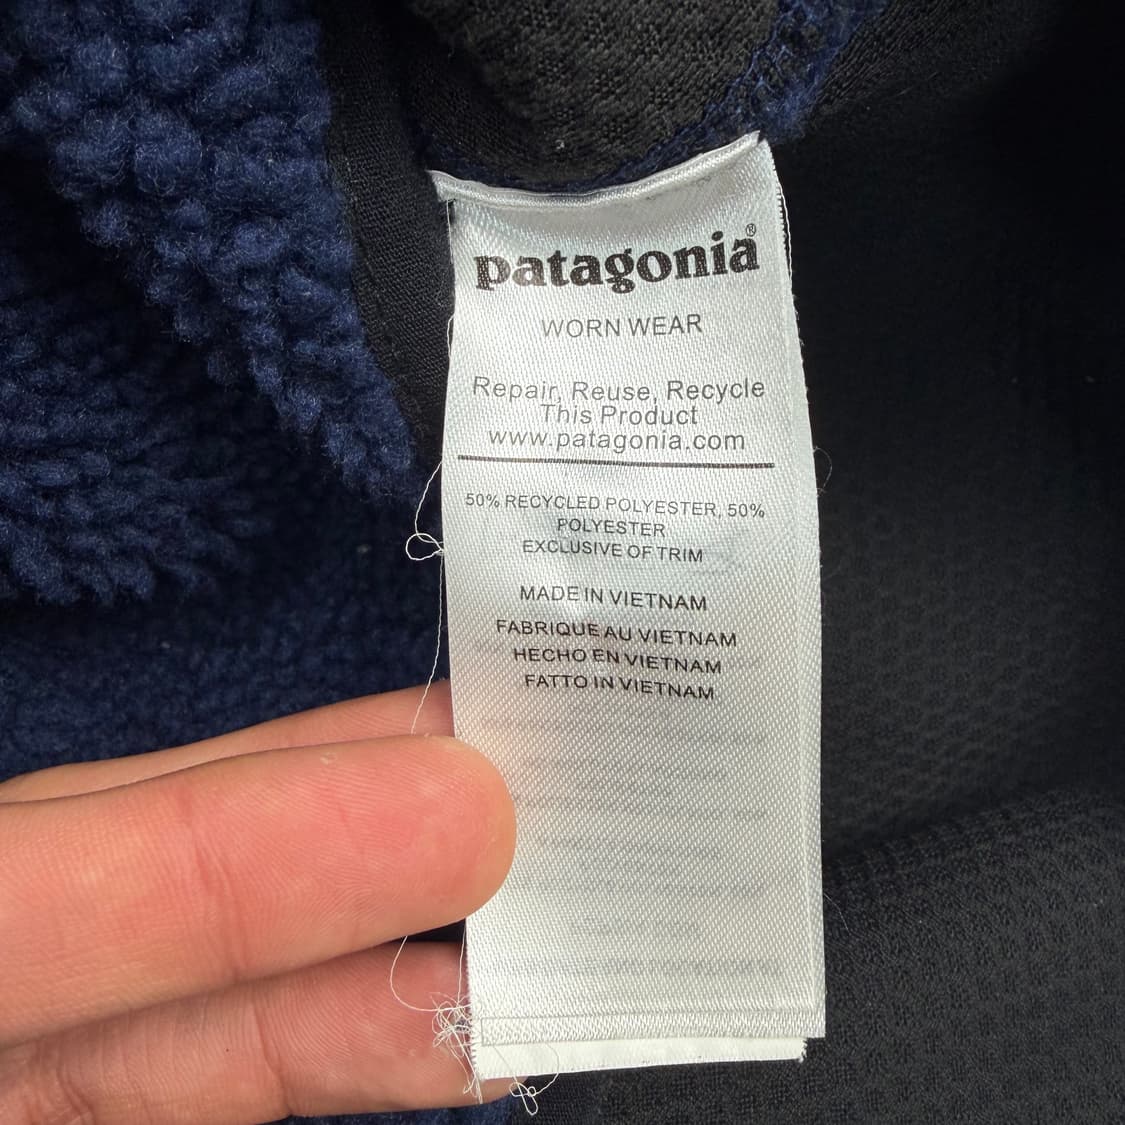 patagonia®
WORN WEAR
Repair, Reuse, Recycle
This Product
www.patagonia.com
50% RECYCLED POLYESTER, 50%
POLYESTER
EXCLUSIVE OF TRIM
MADE IN VIETNAM
FABRIQUE AU VIETNAM
HECHO EN VIETNAM
FATTO IN VIETNAM